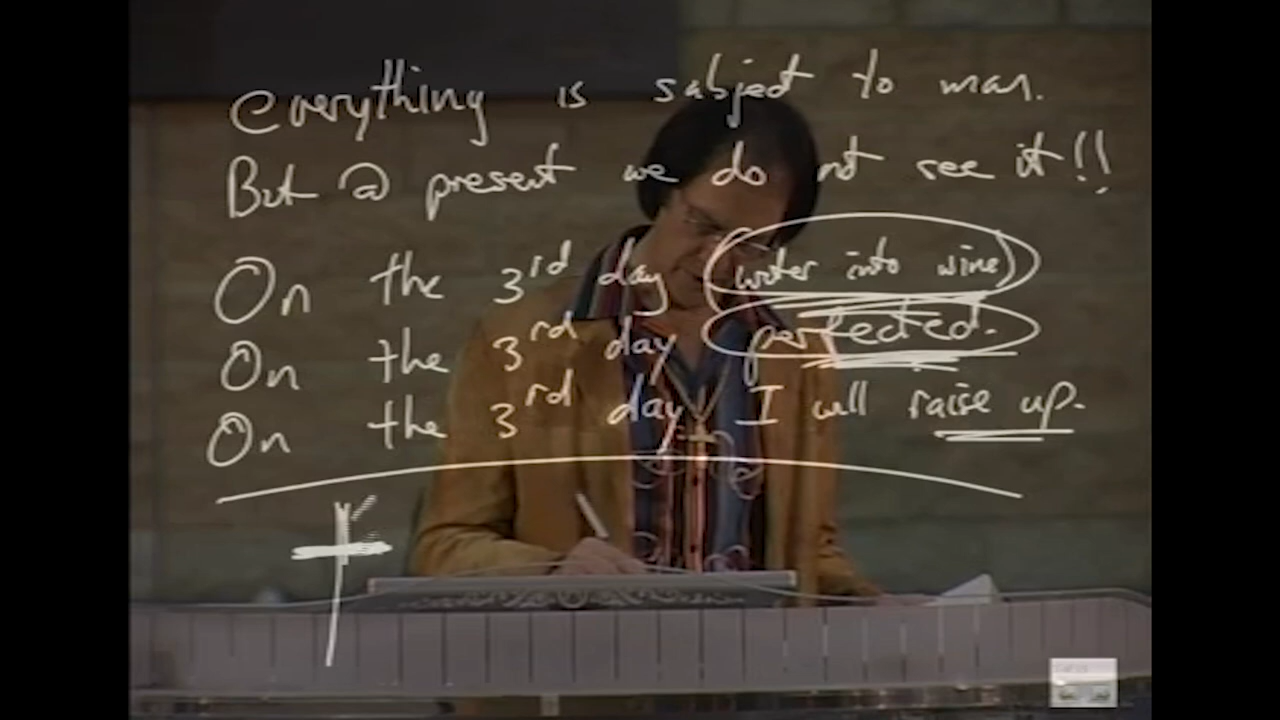 everything is subject to man.
But @ present we do not see it!!
On the 3rd day water into wine
On the 3rd day perfected.
On the 3rd day I will raise up.